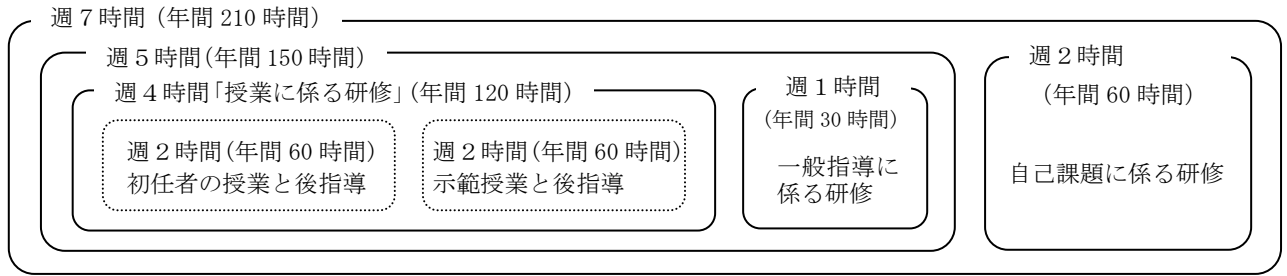 週７時間（年間 210 時間）
週５時間（年間 150 時間）
週４時間「授業に係る研修」（年間 120 時間）
週２時間（年間 60 時間）
初任者の授業と後指導
週２時間（年間 60 時間）
示範授業と後指導
週１時間
（年間 30 時間）
一般指導に
係る研修
週２時間
（年間 60 時間）
自己課題に係る研修